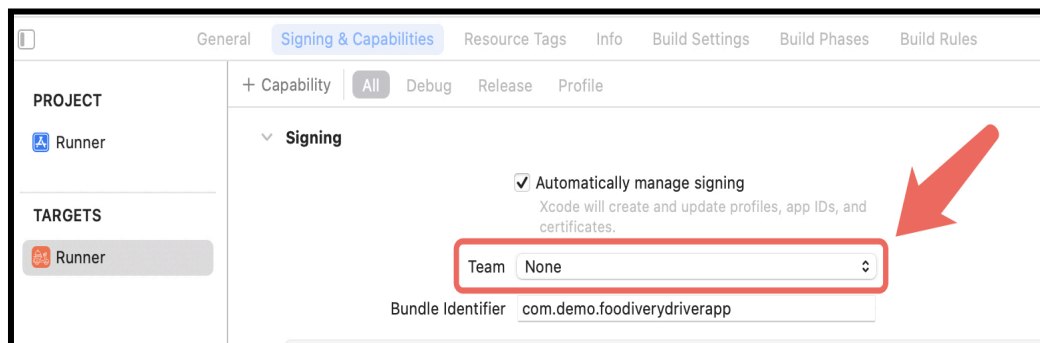 General Signing & Capabilities Resource Tags Info Build Settings Build Phases Build Rules
+ Capability All Debug Release Profile
PROJECT
Runner
Signing
Automatically manage signing
Xcode will create and update profiles, app IDs, and
certificates.
TARGETS
Runner
Team None
Bundle Identifier com.demo.foodiverydriverapp